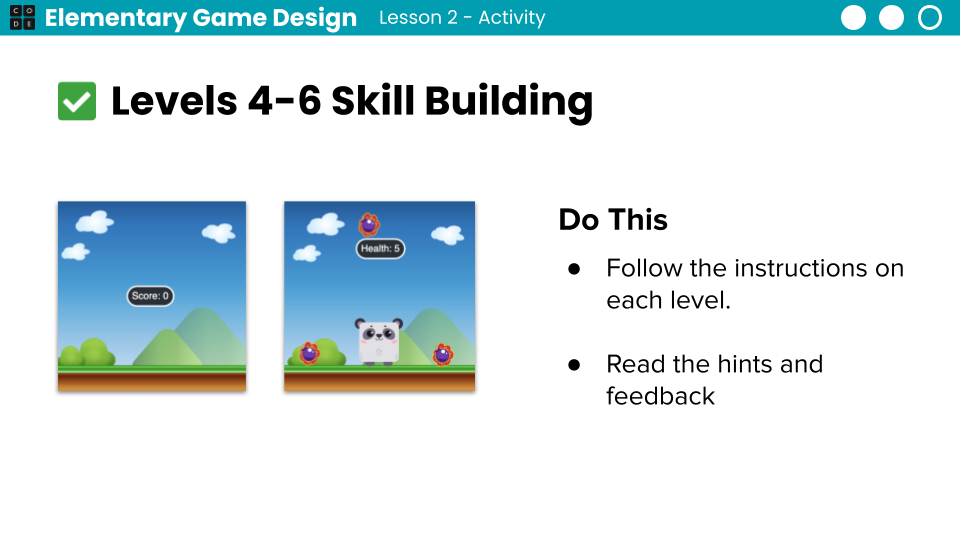 CODE
Elementary Game Design
Lesson 2 - Activity
Levels 4-6 Skill Building
Score: 0
Health: 5
Do This
● Follow the instructions on
each level.
● Read the hints and
feedback